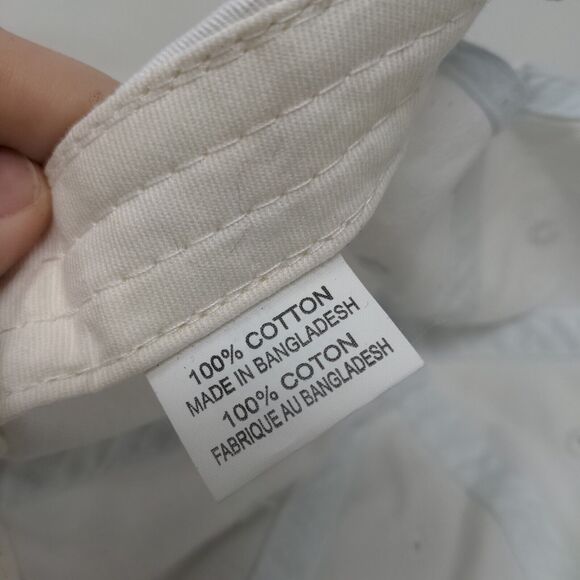 100% COTTON
MADE IN BANGLADESH
100% COTON
FABRIQUE AU BANGLADESH